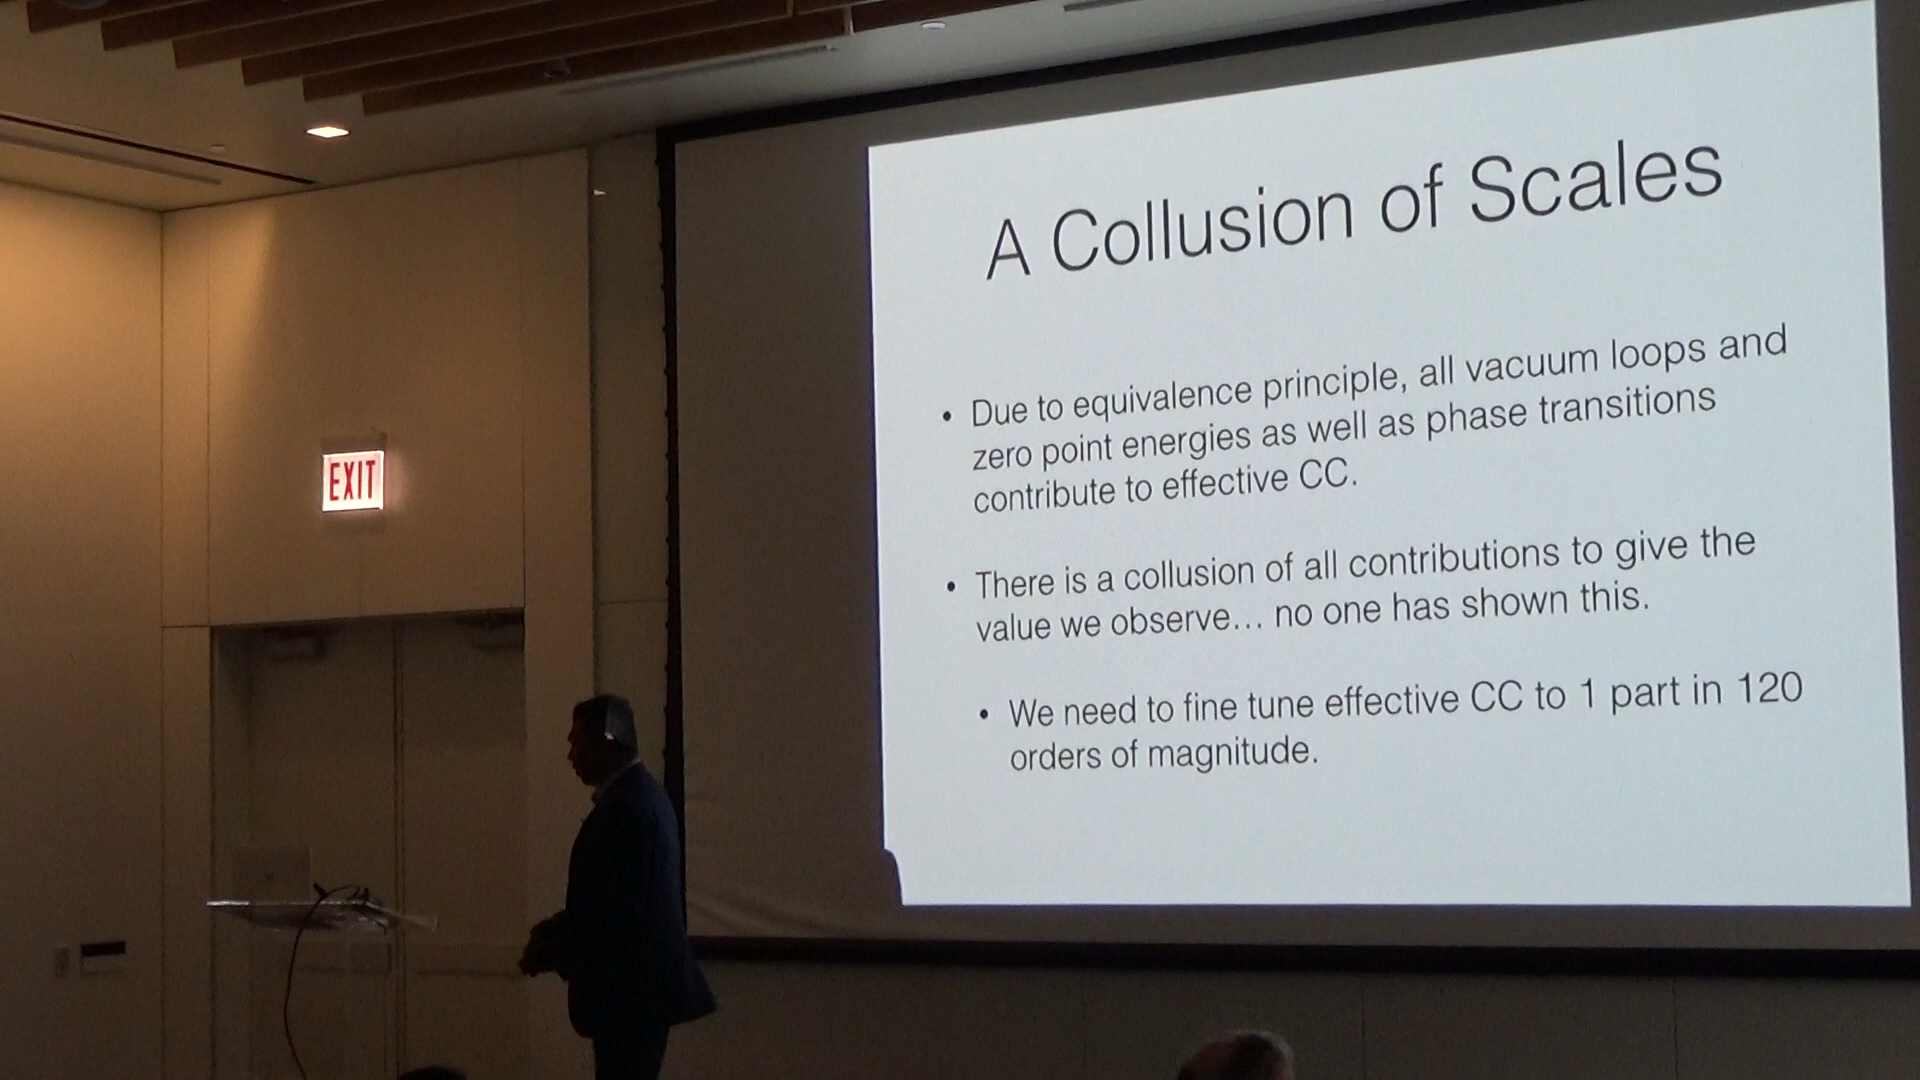 EXIT
A Collusion of Scales
• Due to equivalence principle, all vacuum loops and
zero point energies as well as phase transitions
contribute to effective CC.
• There is a collusion of all contributions to give the
value we observe... no one has shown this.
• We need to fine tune effective CC to 1 part in 120
orders of magnitude.